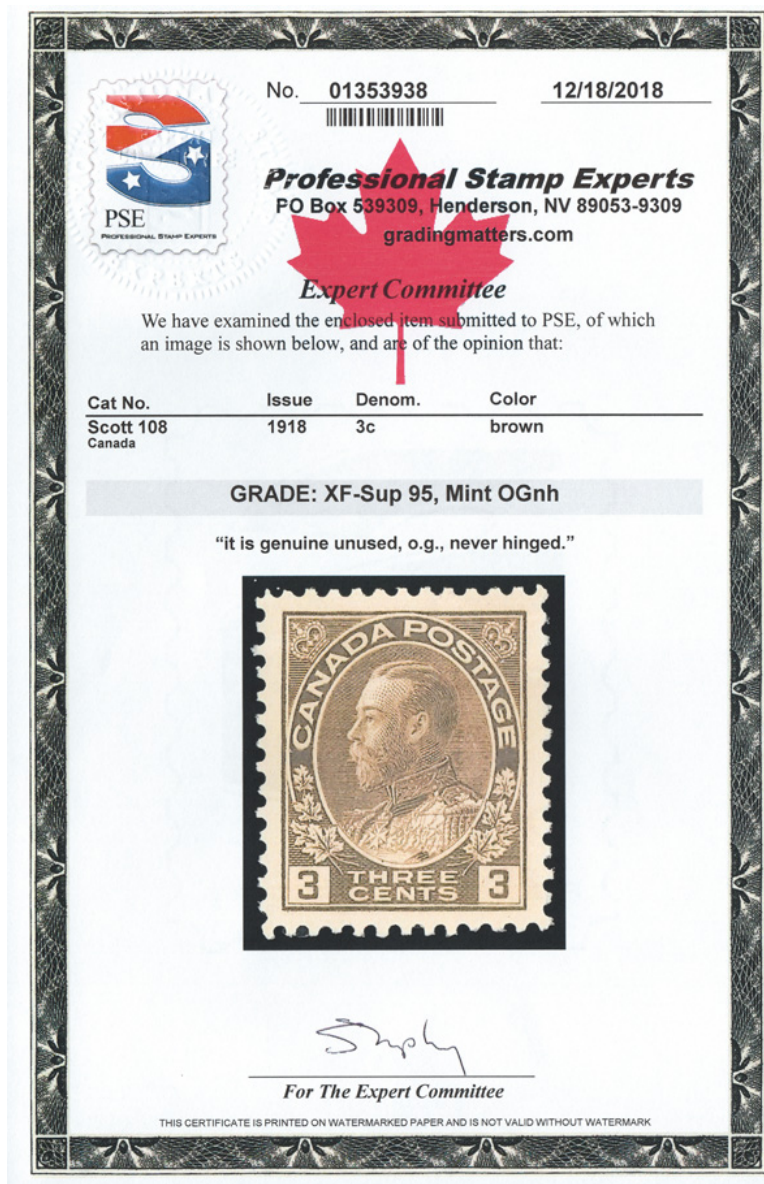 No. 01353938 12/18/2018
PSE
PROFESSIONAL STAMP EXPERTS
Professional Stamp Experts
PO Box 539309, Henderson, NV 89053-9309
gradingmatters.com
Expert Committee
We have examined the enclosed item submitted to PSE, of which
an image is shown below, and are of the opinion that:
Cat No. Issue Denom. Color
Scott 108 1918 3c brown
Canada
GRADE: XF-Sup 95, Mint OGnh
“it is genuine unused, o.g., never hinged.”
CANADA POSTAGE
3 THREE CENTS 3
For The Expert Committee
THIS CERTIFICATE IS PRINTED ON WATERMARKED PAPER AND IS NOT VALID WITHOUT WATERMARK